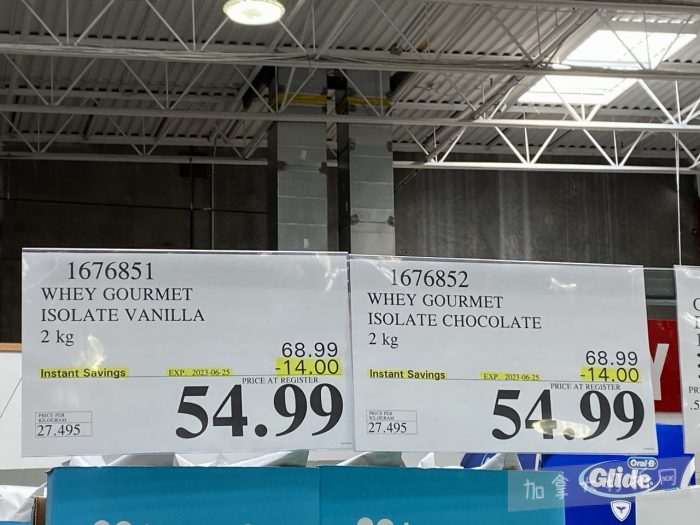 1676851
WHEY GOURMET
ISOLATE VANILLA
2 kg
68.99
Instant Savings EXP. 2023-06-25 -14.00
PRICE AT REGISTER
PRICE PER
KILOGRAM
27.495
54.99
1676852
WHEY GOURMET
ISOLATE CHOCOLATE
2 kg
68.99
Instant Savings EXP. 2023-06-25 -14.00
PRICE AT REGISTER
PRICE PER
KILOGRAM
27.495
54.99
Oral-B
Glide